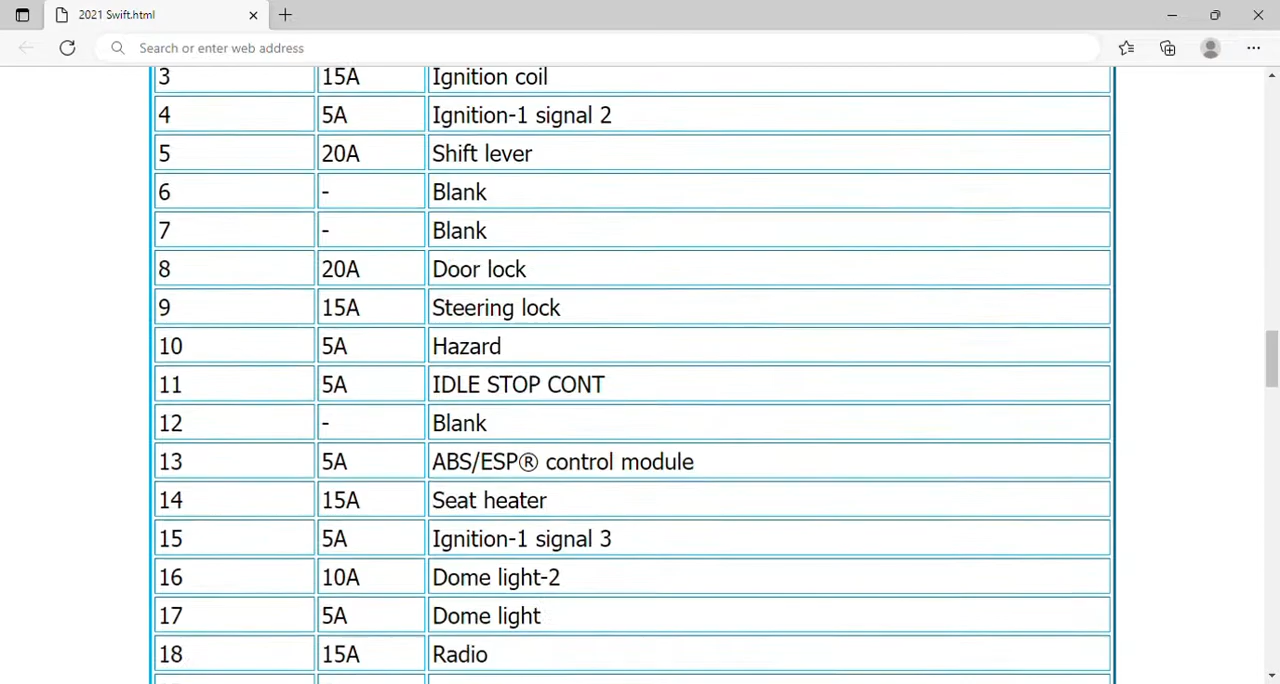 2021 Swift.html
Search or enter web address
3 15A Ignition coil
4 5A Ignition-1 signal 2
5 20A Shift lever
6 - Blank
7 - Blank
8 20A Door lock
9 15A Steering lock
10 5A Hazard
11 5A IDLE STOP CONT
12 - Blank
13 5A ABS/ESP® control module
14 15A Seat heater
15 5A Ignition-1 signal 3
16 10A Dome light-2
17 5A Dome light
18 15A Radio